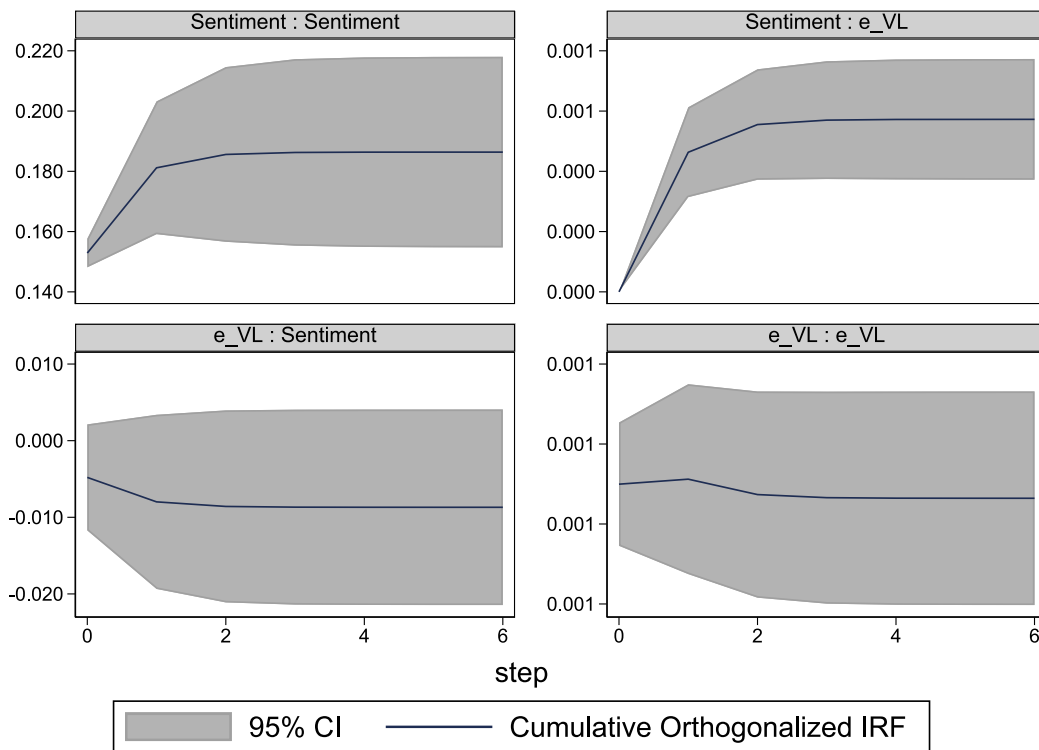 Sentiment : Sentiment
0.220
0.200
0.180
0.160
0.140
Sentiment : e_VL
0.001
0.001
0.000
0.000
0.000
e_VL : Sentiment
0.010
0.000
-0.010
-0.020
0 2 4 6
e_VL : e_VL
0.001
0.001
0.001
0.001
0 2 4 6
step
95% CI Cumulative Orthogonalized IRF